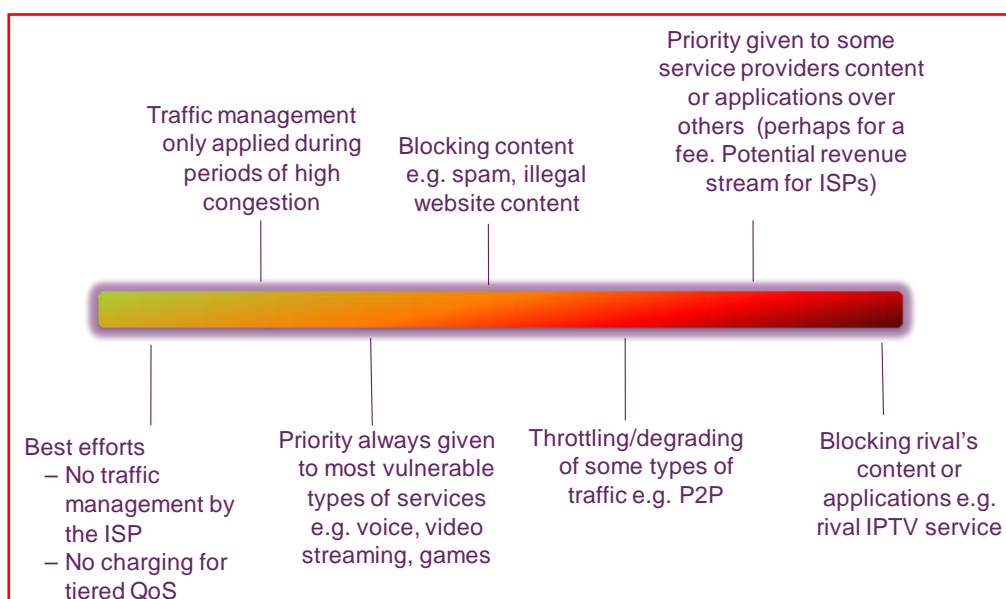 Traffic management
only applied during
periods of high
congestion
Blocking content
e.g. spam, illegal
website content
Priority given to some
service providers content
or applications over
others (perhaps for a
fee. Potential revenue
stream for ISPs)
Best efforts
– No traffic
management by
the ISP
– No charging for
tiered QoS
Priority always given
to most vulnerable
types of services
e.g. voice, video
streaming, games
Throttling/degrading
of some types of
traffic e.g. P2P
Blocking rival's
content or
applications e.g.
rival IPTV service